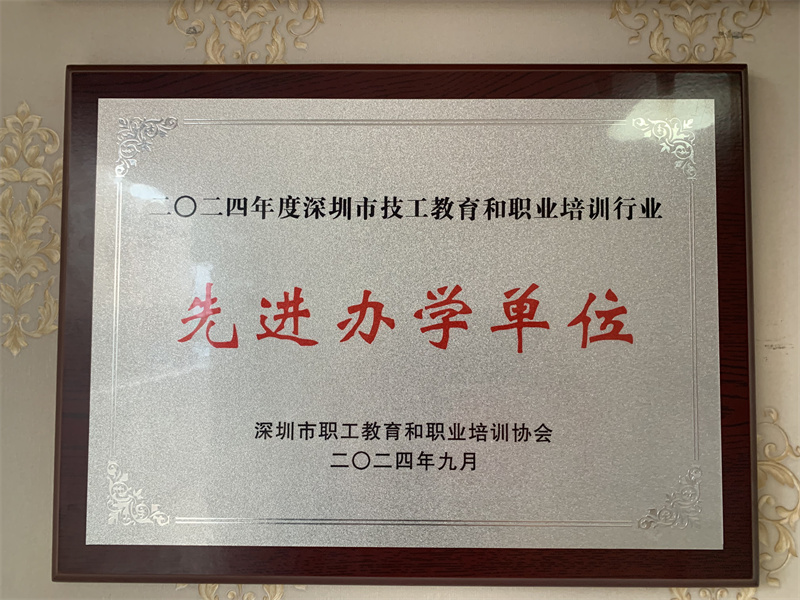 二〇二四年度深圳市技工教育和职业培训行业
先进办学单位
深圳市职工教育和职业培训协会
二〇二四年九月